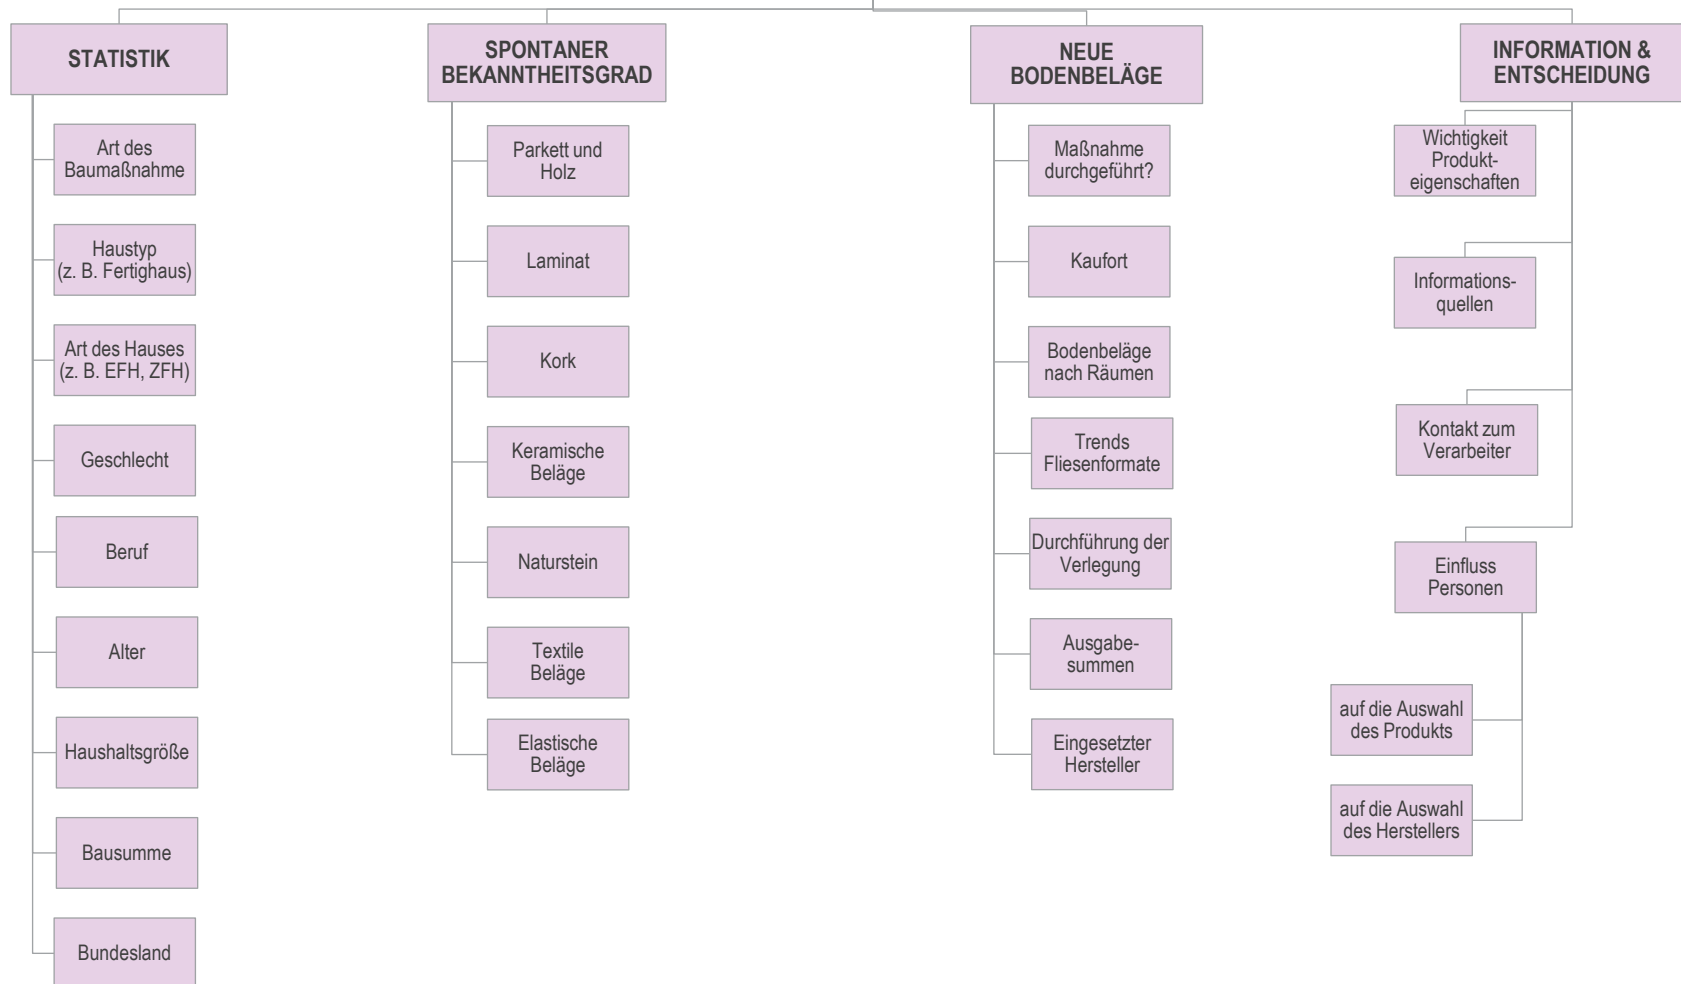 STATISTIK
Art des
Baumaßnahme
Haustyp
(z. B. Fertighaus)
Art des Hauses
(z. B. EFH, ZFH)
Geschlecht
Beruf
Alter
Haushaltsgröße
Bausumme
Bundesland
SPONTANER
BEKANNTHEITSGRAD
Parkett und
Holz
Laminat
Kork
Keramische
Beläge
Naturstein
Textile
Beläge
Elastische
Beläge
NEUE
BODENBELÄGE
Maßnahme
durchgeführt?
Kaufort
Bodenbeläge
nach Räumen
Trends
Fliesenformate
Durchführung der
Verlegung
Ausgabe-
summen
Eingesetzter
Hersteller
INFORMATION &
ENTSCHEIDUNG
Wichtigkeit
Produkt-
eigenschaften
Informations-
quellen
Kontakt zum
Verarbeiter
Einfluss
Personen
auf die Auswahl
des Produkts
auf die Auswahl
des Herstellers